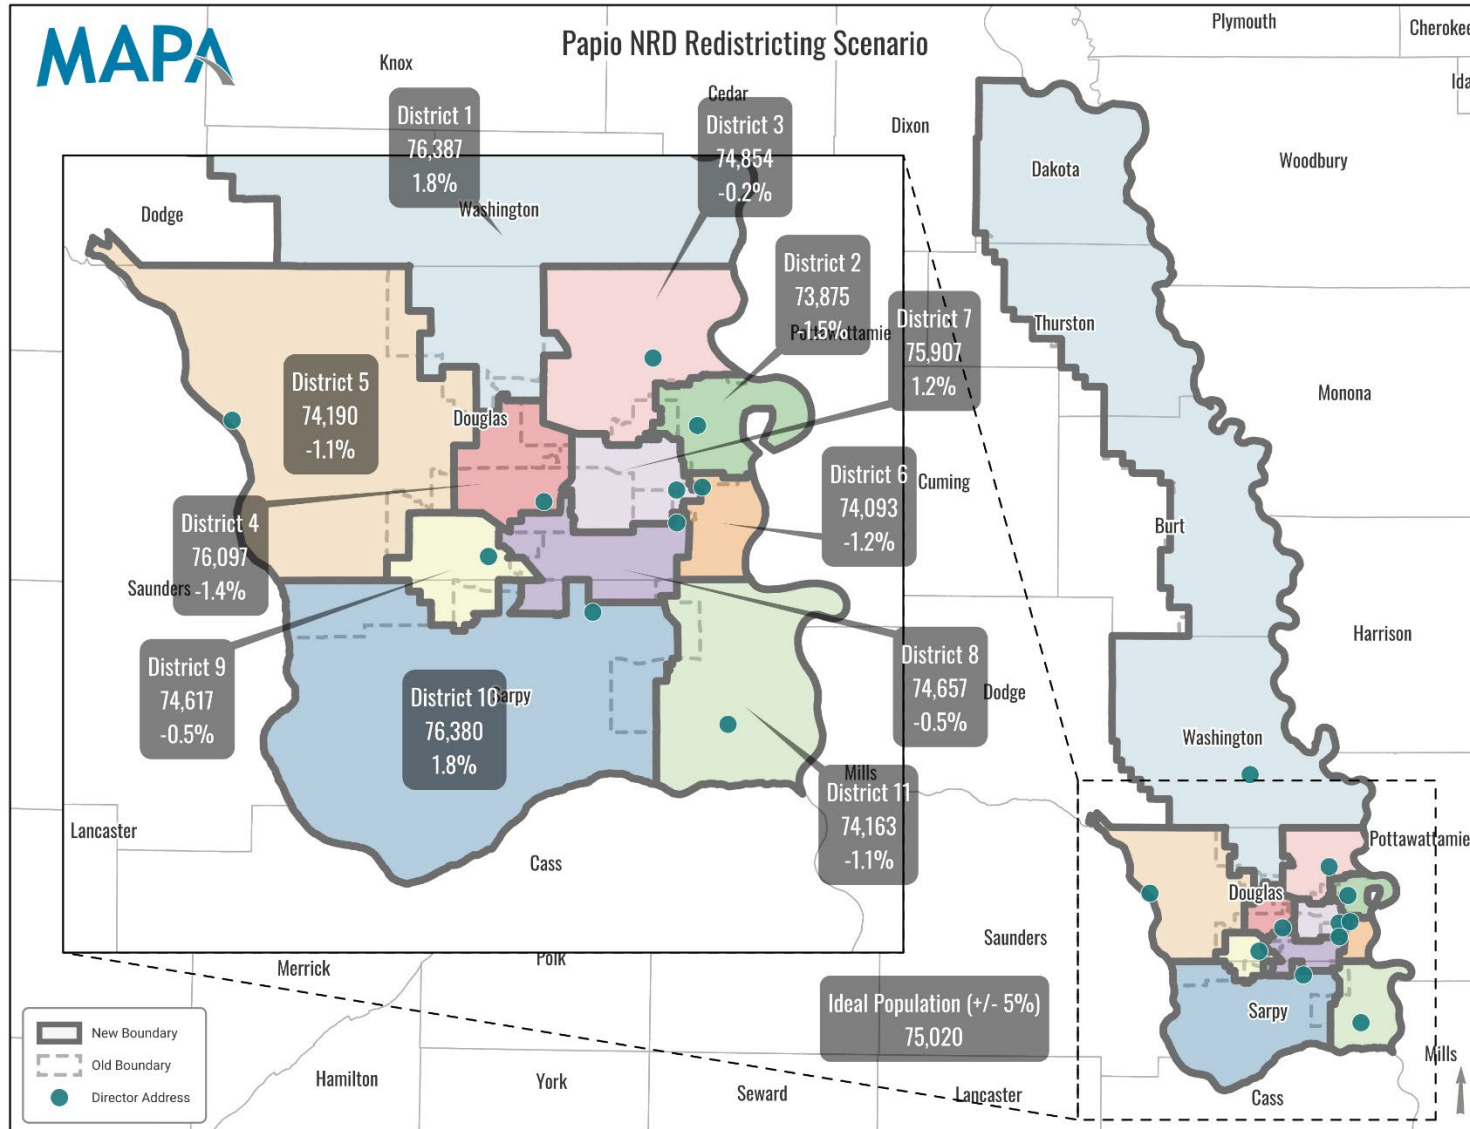 MAPA
Papio NRD Redistricting Scenario
Plymouth
Cherokee
Ida
Knox
Cedar
Dixon
Woodbury
Dakota
District 1
76,387
1.8%
District 3
74,854
-0.2%
Washington
Dodge
District 2
73,875
-1.5%
Pottawattamie
District 7
75,907
1.2%
Thurston
Monona
District 5
74,190
-1.1%
Douglas
District 6
74,093
-1.2%
Cuming
Burt
District 4
76,097
-1.4%
Saunders
Harrison
District 9
74,617
-0.5%
District 8
74,657
-0.5%
Dodge
District 10
Sarpy
76,380
1.8%
Washington
Mills
District 11
74,163
-1.1%
Lancaster
Cass
Pottawattamie
Douglas
Saunders
Merrick
Polk
Ideal Population (+/- 5%)
75,020
Sarpy
Mills
Hamilton
York
Seward
Lancaster
Cass
New Boundary
Old Boundary
Director Address